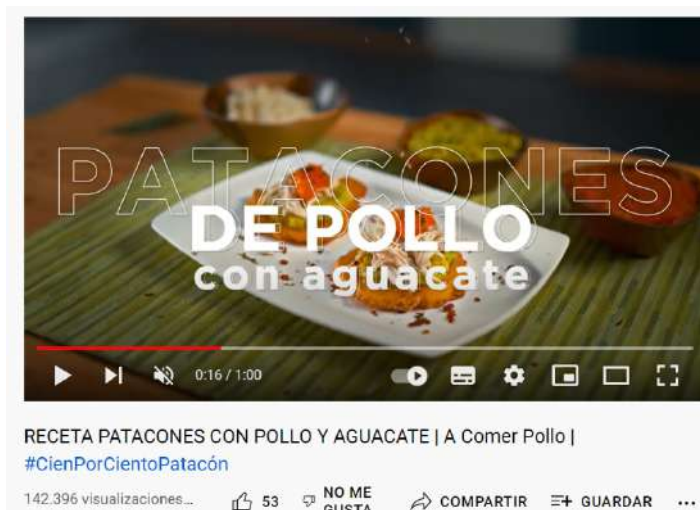 PATACONES
DE POLLO
con aguacate
0:16 / 1:00
RECETA PATACONES CON POLLO Y AGUACATE | A Comer Pollo |
#CienPorCientoPatacón
142.396 visualizaciones... 53 NO ME GUSTA COMPARTIR GUARDAR ...